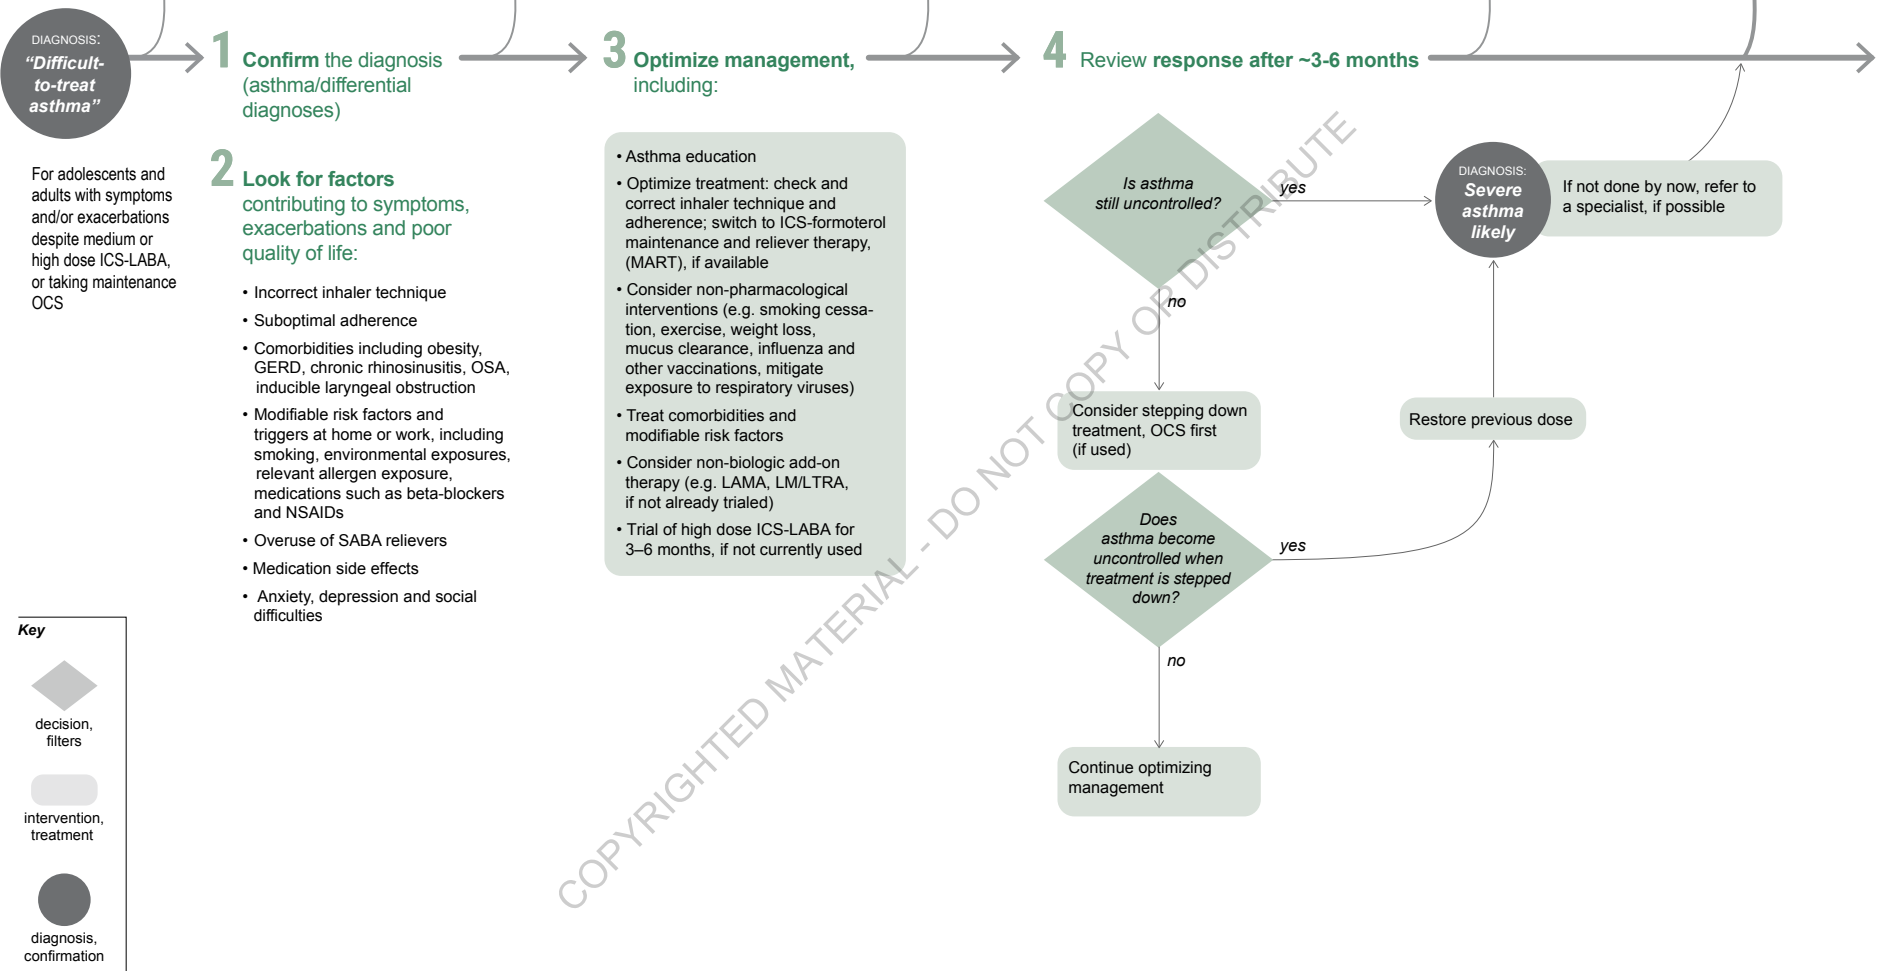 DIAGNOSIS:
“Difficult-
to-treat
asthma”
For adolescents and
adults with symptoms
and/or exacerbations
despite medium or
high dose ICS-LABA,
or taking maintenance
OCS
1 Confirm the diagnosis
(asthma/differential
diagnoses)
2 Look for factors
contributing to symptoms,
exacerbations and poor
quality of life:
• Incorrect inhaler technique
• Suboptimal adherence
• Comorbidities including obesity,
GERD, chronic rhinosinusitis, OSA,
inducible laryngeal obstruction
• Modifiable risk factors and
triggers at home or work, including
smoking, environmental exposures,
relevant allergen exposure,
medications such as beta-blockers
and NSAIDs
• Overuse of SABA relievers
• Medication side effects
• Anxiety, depression and social
difficulties
3 Optimize management,
including:
• Asthma education
• Optimize treatment: check and
correct inhaler technique and
adherence; switch to ICS-formoterol
maintenance and reliever therapy,
(MART), if available
• Consider non-pharmacological
interventions (e.g. smoking cessa-
tion, exercise, weight loss,
mucus clearance, influenza and
other vaccinations, mitigate
exposure to respiratory viruses)
• Treat comorbidities and
modifiable risk factors
• Consider non-biologic add-on
therapy (e.g. LAMA, LM/LTRA,
if not already trialed)
• Trial of high dose ICS-LABA for
3–6 months, if not currently used
4 Review response after ~3-6 months
Is asthma
still uncontrolled?
yes
DIAGNOSIS:
Severe
asthma
likely
If not done by now, refer to
a specialist, if possible
no
Consider stepping down
treatment, OCS first
(if used)
Restore previous dose
Does
asthma become
uncontrolled when
treatment is stepped
down?
yes
no
Continue optimizing
management
Key
decision,
filters
intervention,
treatment
diagnosis,
confirmation
COPYRIGHTED MATERIAL - DO NOT COPY OR DISTRIBUTE